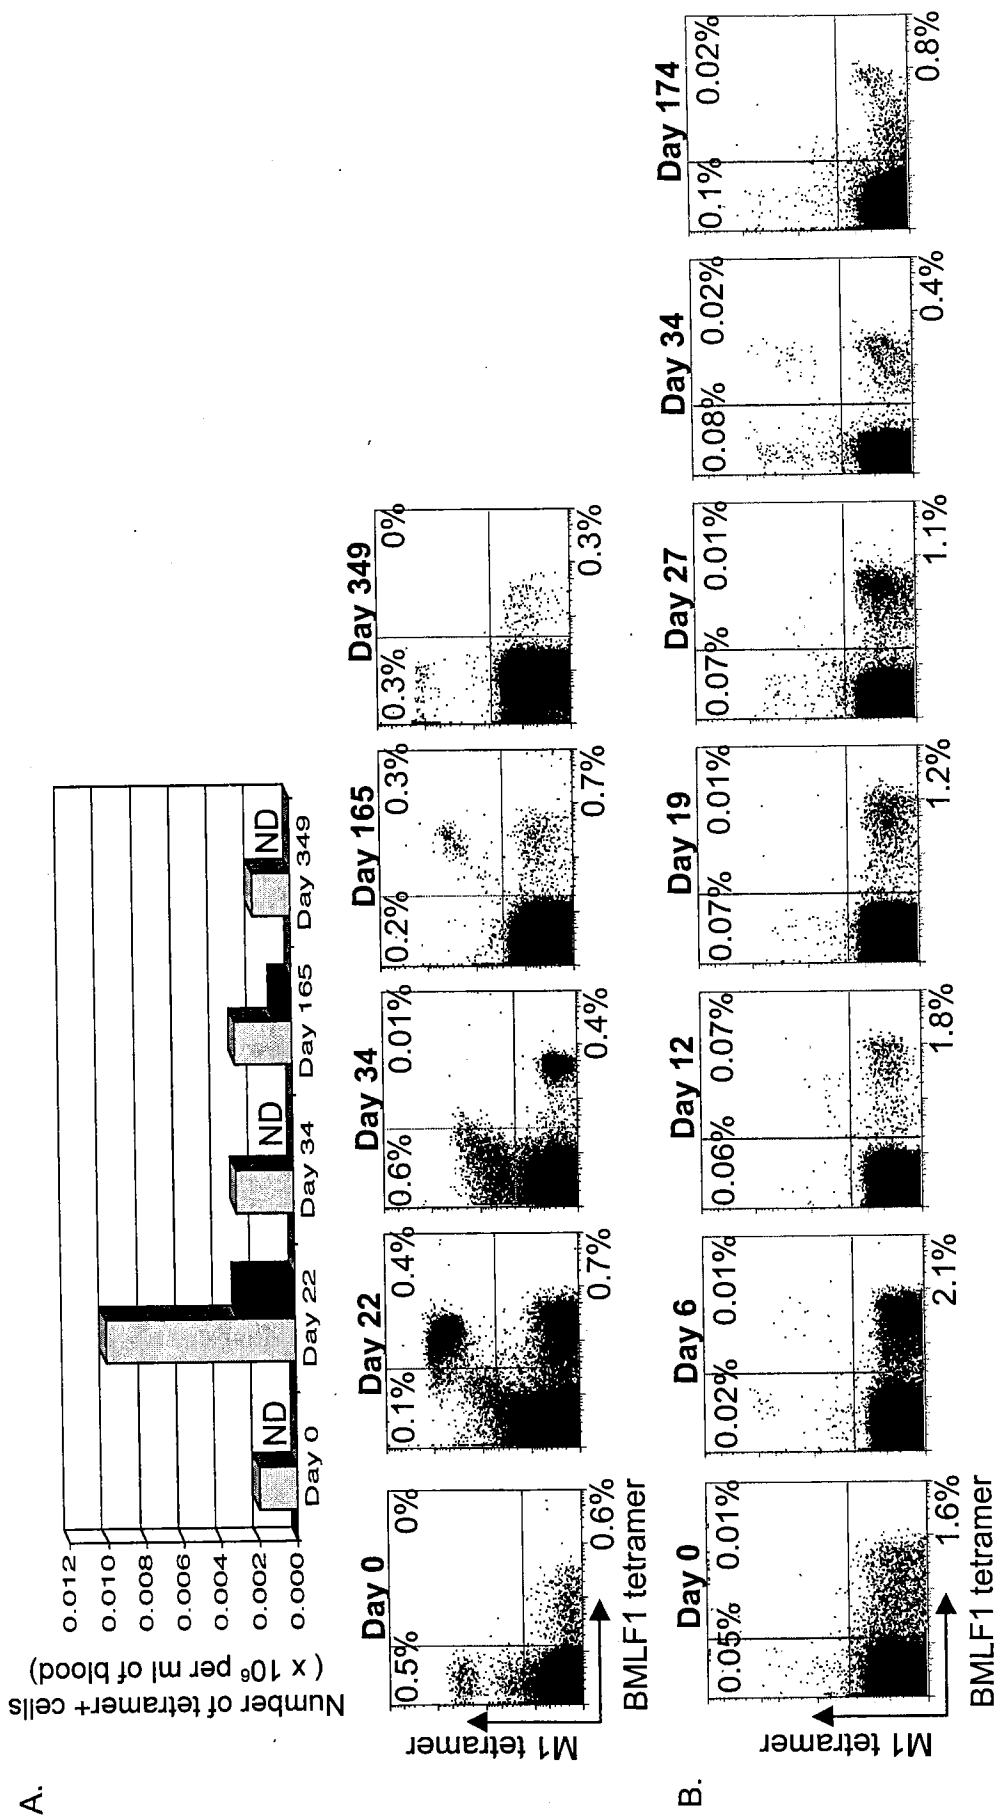 A.
Number of tetramer+ cells
( x 10⁶ per ml of blood)
0.012
0.010
0.008
0.006
0.004
0.002
0.000
ND
ND
ND
Day 0
Day 22
Day 34
Day 165
Day 349
Day 0
Day 22
Day 34
Day 165
Day 349
0.5%
0%
0.1%
0.4%
0.6%
0.01%
0.2%
0.3%
0.3%
0%
0.6%
0.7%
0.4%
0.7%
0.3%
M1 tetramer
BMLF1 tetramer
B.
Day 0
Day 6
Day 12
Day 19
Day 27
Day 34
Day 174
0.05%
0.01%
0.02%
0.01%
0.06%
0.07%
0.07%
0.01%
0.07%
0.01%
0.08%
0.02%
0.1%
0.02%
1.6%
2.1%
1.8%
1.2%
1.1%
0.4%
0.8%
M1 tetramer
BMLF1 tetramer